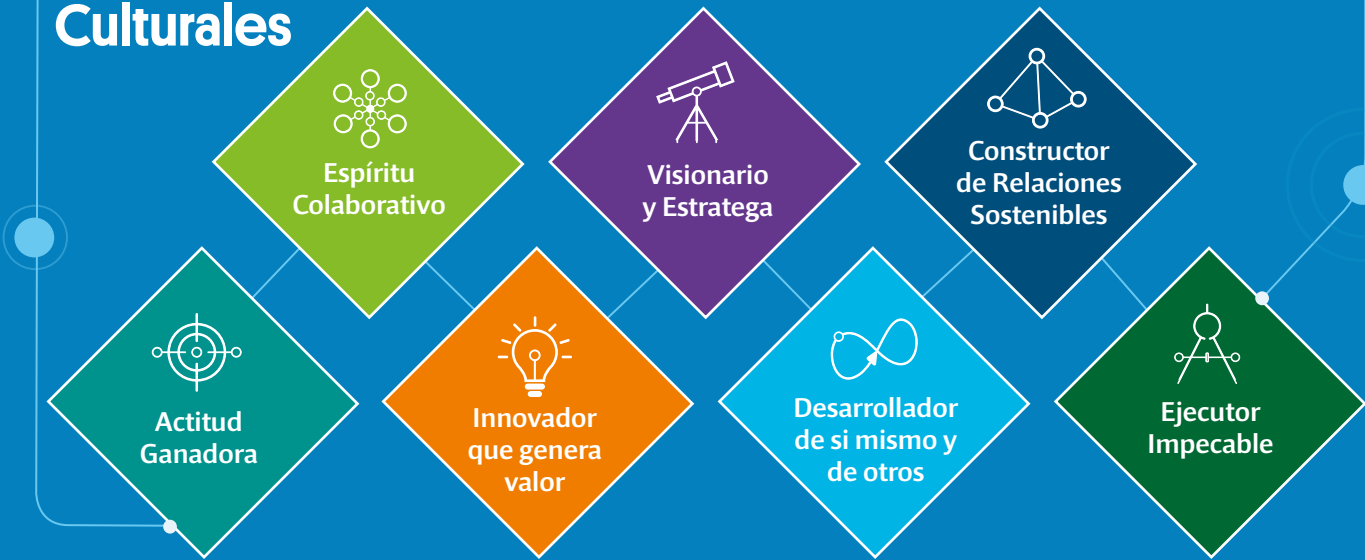 Culturales
Espíritu
Colaborativo
Visionario
y Estratega
Constructor
de Relaciones
Sostenibles
Actitud
Ganadora
Innovador
que genera
valor
Desarrollador
de si mismo y
de otros
Ejecutor
Impecable